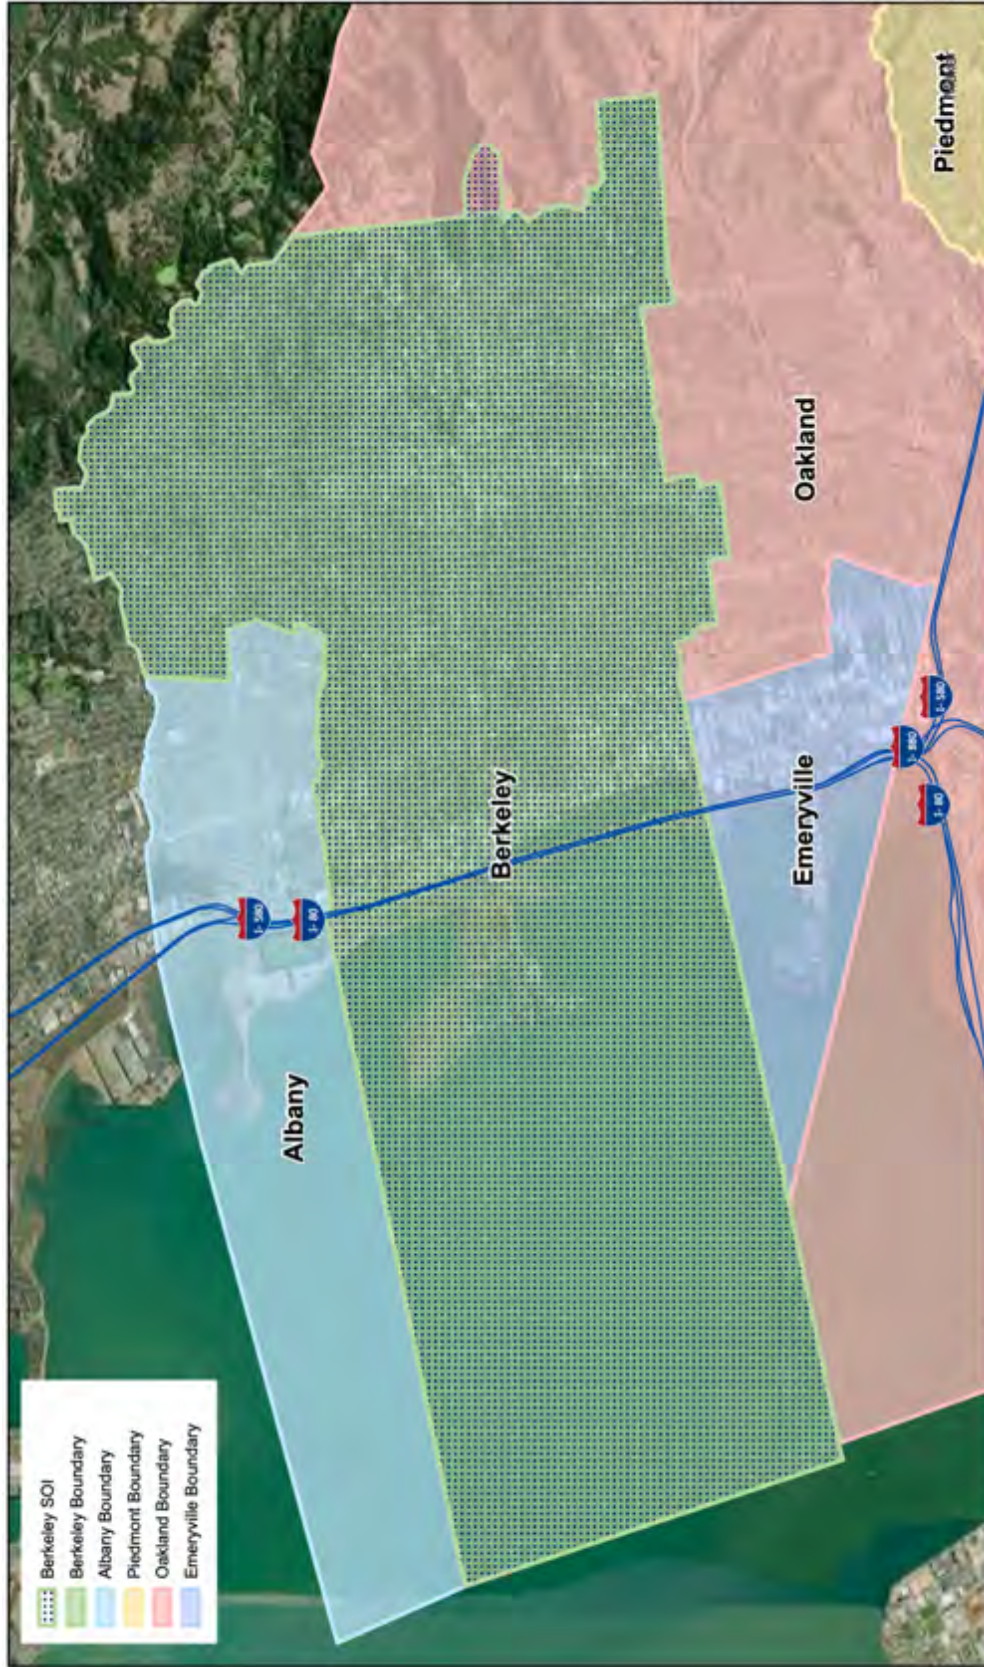 Berkeley SOI
Berkeley Boundary
Albany Boundary
Piedmont Boundary
Oakland Boundary
Emeryville Boundary
I-580
I-80
Albany
Berkeley
Emeryville
Oakland
Piedmont
I-80
I-880
I-580